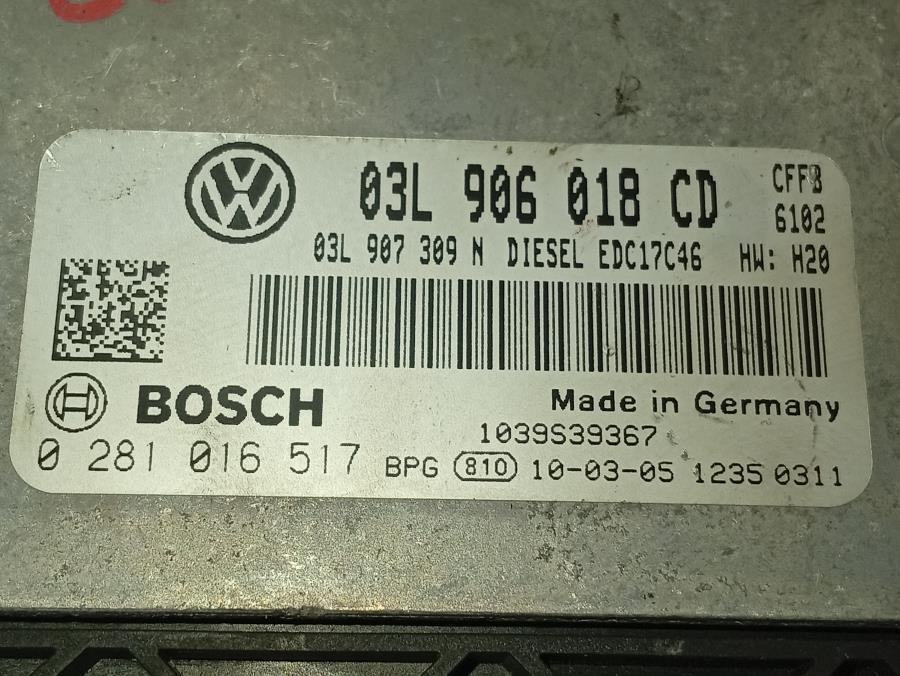 03L 906 018 CD CFFB
6102
03L 907 309 N DIESEL EDC17C46 HW: H20
BOSCH Made in Germany
1039S39367
0 281 016 517 BPG 810 10-03-05 1235 0311